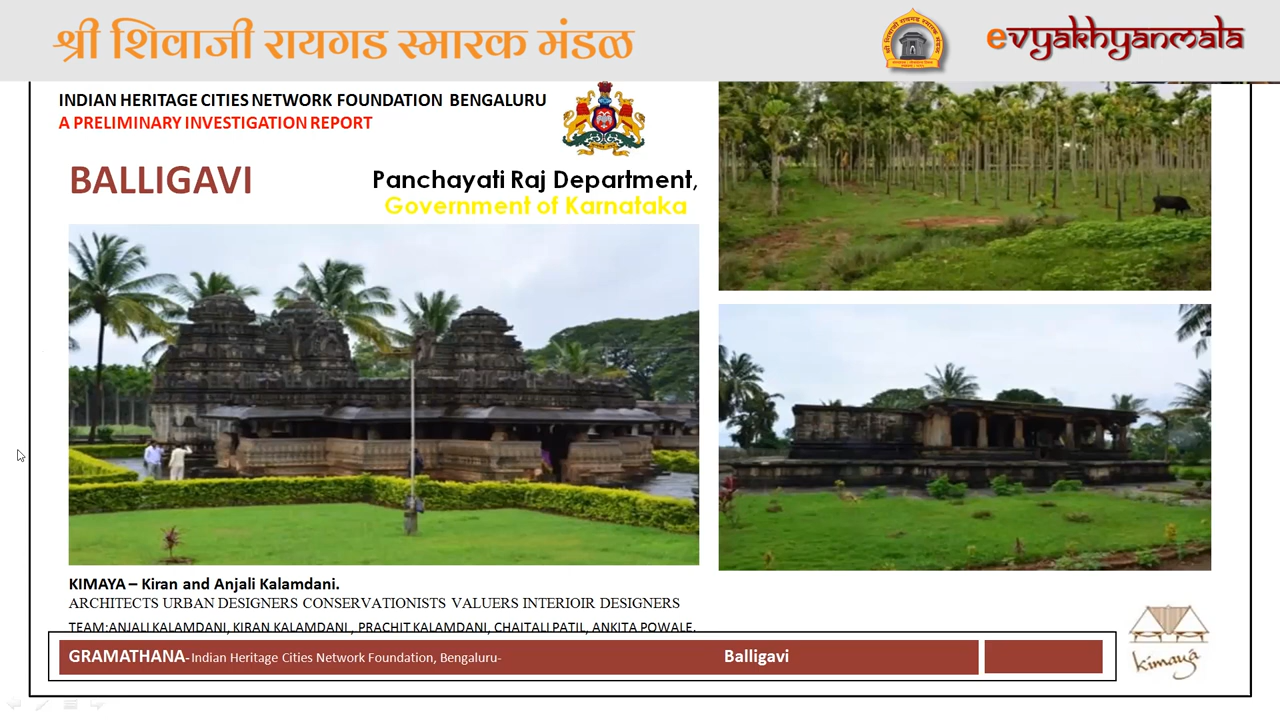 श्री शिवाजी रायगड स्मारक मंडळ
evyakhyanmala
INDIAN HERITAGE CITIES NETWORK FOUNDATION BENGALURU
A PRELIMINARY INVESTIGATION REPORT
BALLIGAVI
Panchayati Raj Department,
Government of Karnataka
KIMAYA – Kiran and Anjali Kalamdani.
ARCHITECTS URBAN DESIGNERS CONSERVATIONISTS VALUERS INTERIOIR DESIGNERS
TEAM:ANJALI KALAMDANI, KIRAN KALAMDANI , PRACHIT KALAMDANI, CHAITALI PATIL, ANKITA POWALE.
GRAMATHANA-Indian Heritage Cities Network Foundation, Bengaluru-
Balligavi
kimaya